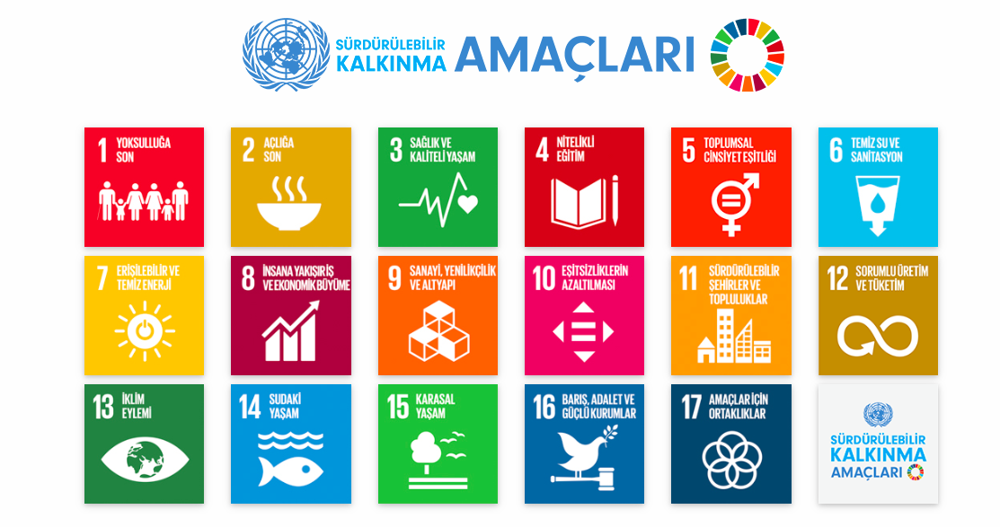 SÜRDÜRÜLEBİLİR
KALKINMA
AMAÇLARI
1 YOKSULLUĞA
SON
2 AÇLIĞA
SON
3 SAĞLIK VE
KALİTELİ YAŞAM
4 NİTELİKLİ
EĞİTİM
5 TOPLUMSAL
CİNSİYET EŞİTLİĞİ
6 TEMİZ SU VE
SANİTASYON
7 ERİŞİLEBİLİR VE
TEMİZ ENERJİ
8 İNSANA YAKIŞIR İŞ
VE EKONOMİK BÜYÜME
9 SANAYİ, YENİLİKÇİLİK
VE ALTYAPI
10 EŞİTSİZLİKLERİN
AZALTILMASI
11 SÜRDÜRÜLEBİLİR
ŞEHİRLER VE
TOPLULUKLAR
12 SORUMLU ÜRETİM
VE TÜKETİM
13 İKLİM
EYLEMİ
14 SUDAKİ
YAŞAM
15 KARASAL
YAŞAM
16 BARIŞ, ADALET VE
GÜÇLÜ KURUMLAR
17 AMAÇLAR İÇİN
ORTAKLIKLAR
SÜRDÜRÜLEBİLİR
KALKINMA
AMAÇLARI